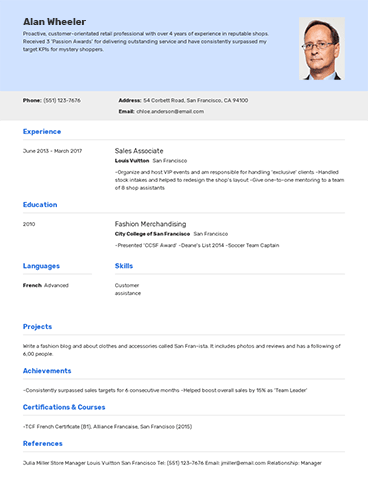 Alan Wheeler
Proactive, customer-orientated retail professional with over 4 years of experience in reputable shops.
Received 3 'Passion Awards' for delivering outstanding service and have consistently surpassed my
target KPIs for mystery shoppers.
Phone: (551) 123-7676
Address: 54 Corbett Road, San Francisco, CA 94100
Email: chloe.anderson@email.com
Experience
June 2013 - March 2017
Sales Associate
Louis Vuitton San Francisco
-Organize and host VIP events and am responsible for handling 'exclusive' clients -Handled
stock intakes and helped to redesign the shop's layout -Give one-to-one mentoring to a team
of 8 shop assistants
Education
2010
Fashion Merchandising
City College of San Francisco San Francisco
-Presented 'CCSF Award' -Deane's List 2014 -Soccer Team Captain
Languages
Skills
French Advanced
Customer
assistance
Projects
Write a fashion blog and about clothes and accessories called San Fran-ista. It includes photos and reviews and has a following of
6,00 people.
Achievements
-Consistently surpassed sales targets for 6 consecutive months -Helped boost overall sales by 15% as 'Team Leader'
Certifications & Courses
-TCF French Certificate (B1), Alliance Francaise, San Francisco (2015)
References
Julia Miller Store Manager Louis Vuitton San Francisco Tel: (551) 123-7676 Email: jmiller@email.com Relationship: Manager